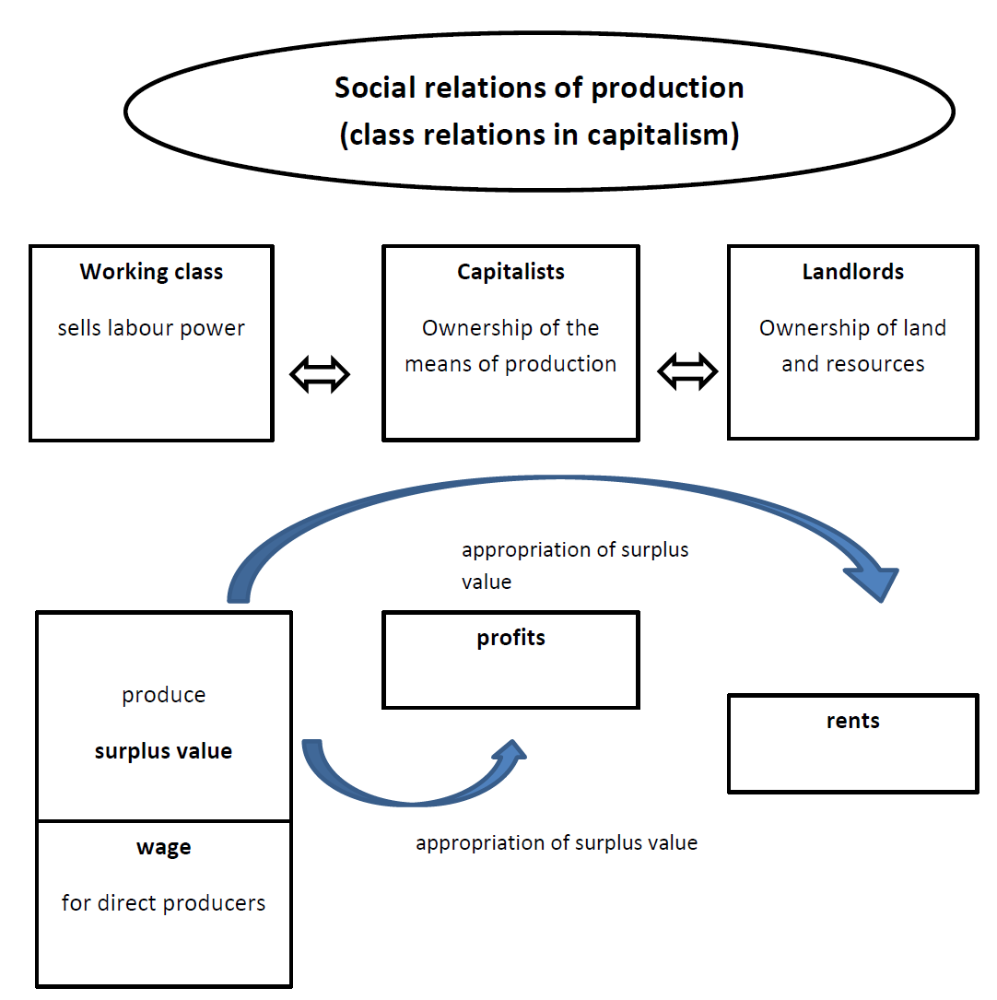 Social relations of production
(class relations in capitalism)
Working class
sells labour power
Capitalists
Ownership of the
means of production
Landlords
Ownership of land
and resources
appropriation of surplus
value
profits
rents
produce
surplus value
wage
for direct producers
appropriation of surplus value